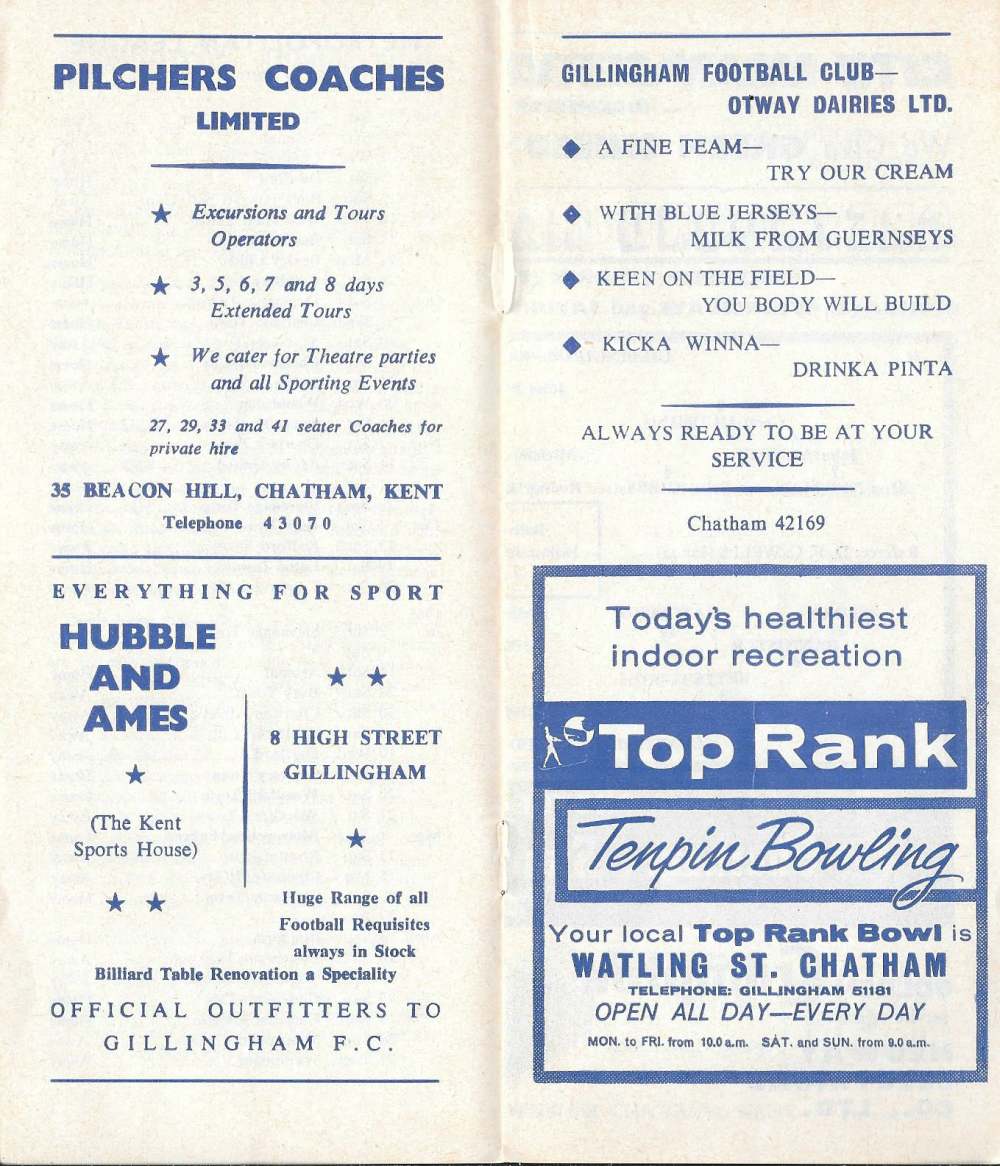 PILCHERS COACHES
LIMITED
Excursions and Tours
Operators
3, 5, 6, 7 and 8 days
Extended Tours
We cater for Theatre parties
and all Sporting Events
27, 29, 33 and 41 seater Coaches for
private hire
35 BEACON HILL, CHATHAM, KENT
Telephone 43070
EVERYTHING FOR SPORT
HUBBLE
AND
AMES
(The Kent
Sports House)
8 HIGH STREET
GILLINGHAM
Huge Range of all
Football Requisites
always in Stock
Billiard Table Renovation a Speciality
OFFICIAL OUTFITTERS TO
GILLINGHAM F.C.
GILLINGHAM FOOTBALL CLUB—
OTWAY DAIRIES LTD.
A FINE TEAM—
TRY OUR CREAM
WITH BLUE JERSEYS—
MILK FROM GUERNSEYS
KEEN ON THE FIELD—
YOU BODY WILL BUILD
KICKA WINNA—
DRINKA PINTA
ALWAYS READY TO BE AT YOUR
SERVICE
Chatham 42169
Today's healthiest
indoor recreation
Top Rank
Tenpin Bowling
Your local Top Rank Bowl is
WATLING ST. CHATHAM
TELEPHONE: GILLINGHAM 51181
OPEN ALL DAY—EVERY DAY
MON. to FRI. from 10.0 a.m. SAT. and SUN. from 9.0 a.m.